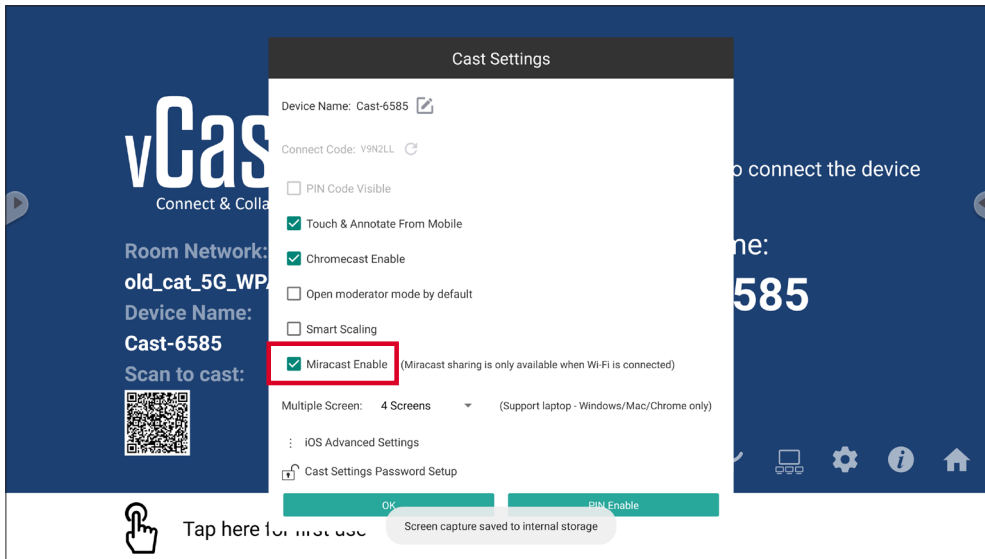 Cast Settings
Device Name: Cast-6585
Connect Code: V9N2LL
PIN Code Visible
Touch & Annotate From Mobile
Chromecast Enable
Open moderator mode by default
Smart Scaling
Miracast Enable (Miracast sharing is only available when Wi-Fi is connected)
Multiple Screen: 4 Screens (Support laptop - Windows/Mac/Chrome only)
iOS Advanced Settings
Cast Settings Password Setup
OK PIN Enable
Screen capture saved to internal storage
vCas
Connect & Colla
Room Network:
old_cat_5G_WPA
Device Name:
Cast-6585
Scan to cast:
o connect the device
me:
585
Tap here for first use